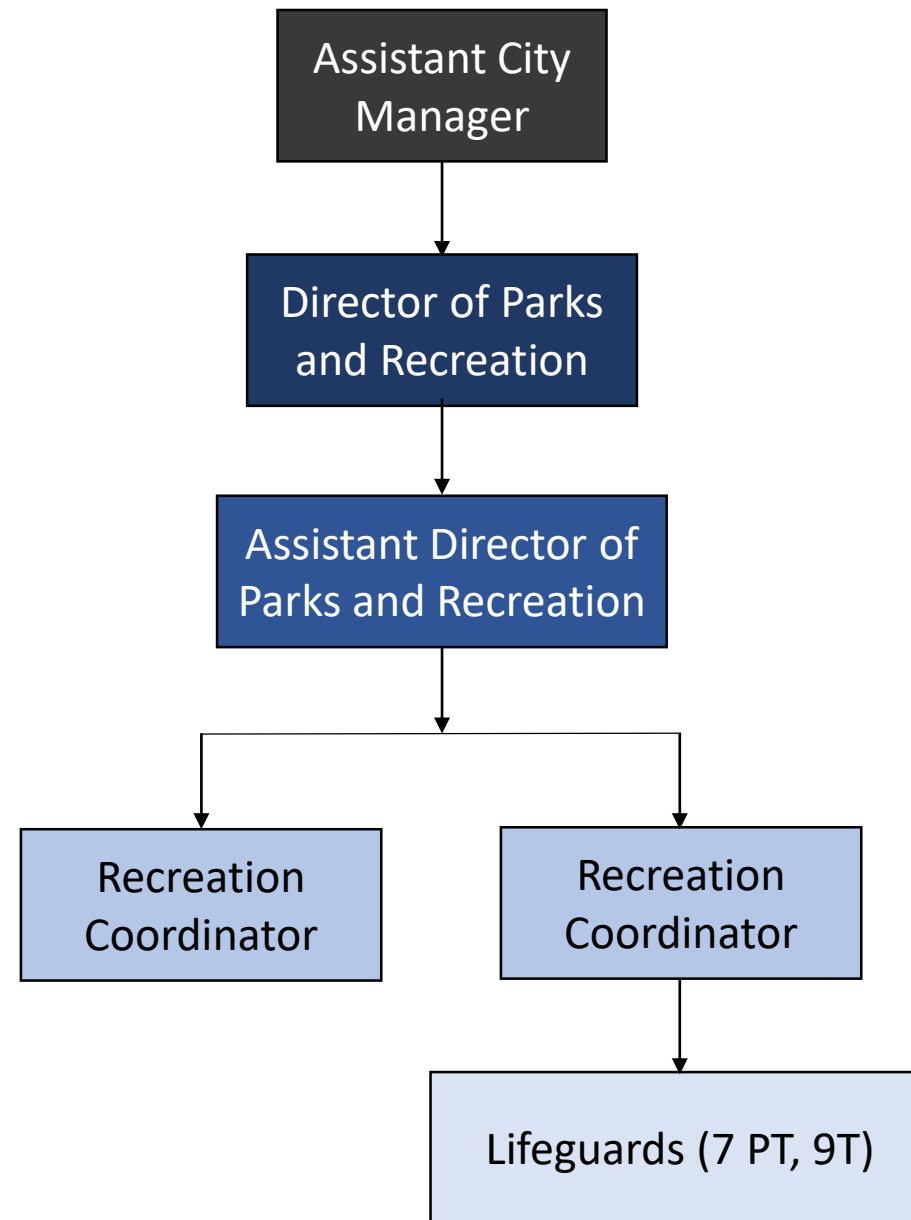 Assistant City
Manager
Director of Parks
and Recreation
Assistant Director of
Parks and Recreation
Recreation
Coordinator
Recreation
Coordinator
Lifeguards (7 PT, 9T)